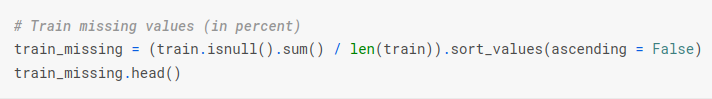 # Train missing values (in percent)
train_missing = (train.isnull().sum() / len(train)).sort_values(ascending = False)
train_missing.head()